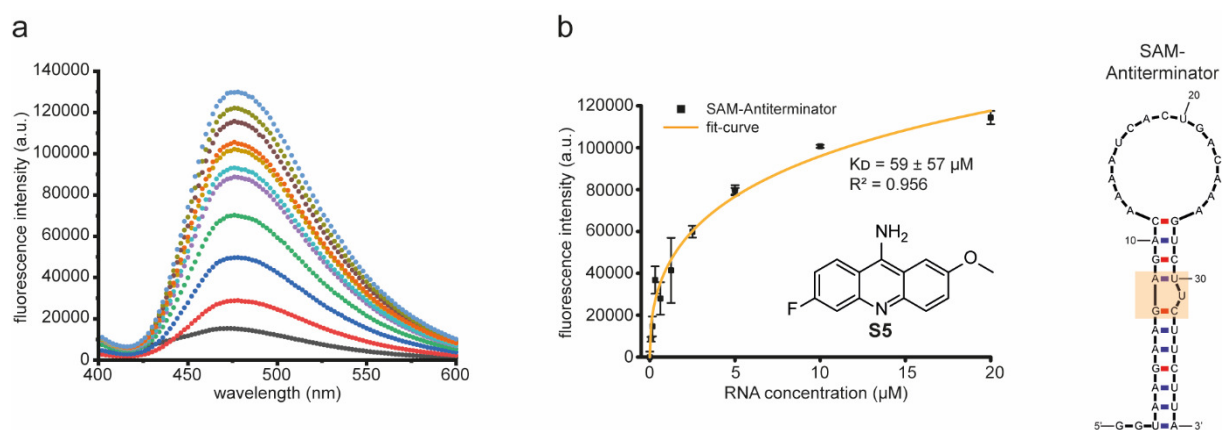 a
140000
120000
100000
80000
60000
40000
20000
0
fluorescence intensity (a.u.)
400
450
500
550
600
wavelength (nm)
b
120000
100000
80000
60000
40000
20000
0
fluorescence intensity (a.u.)
SAM-Antiterminator
fit-curve
KD = 59 ± 57 µM
R² = 0.956
NH2
O
F
N
S5
0
5
10
15
20
RNA concentration (µM)
SAM-
Antiterminator
20
10
30
5'
G G U A A G A A G A G A C A A A A U C A C U G A C A A A G U C U U C U U C U U A
3'